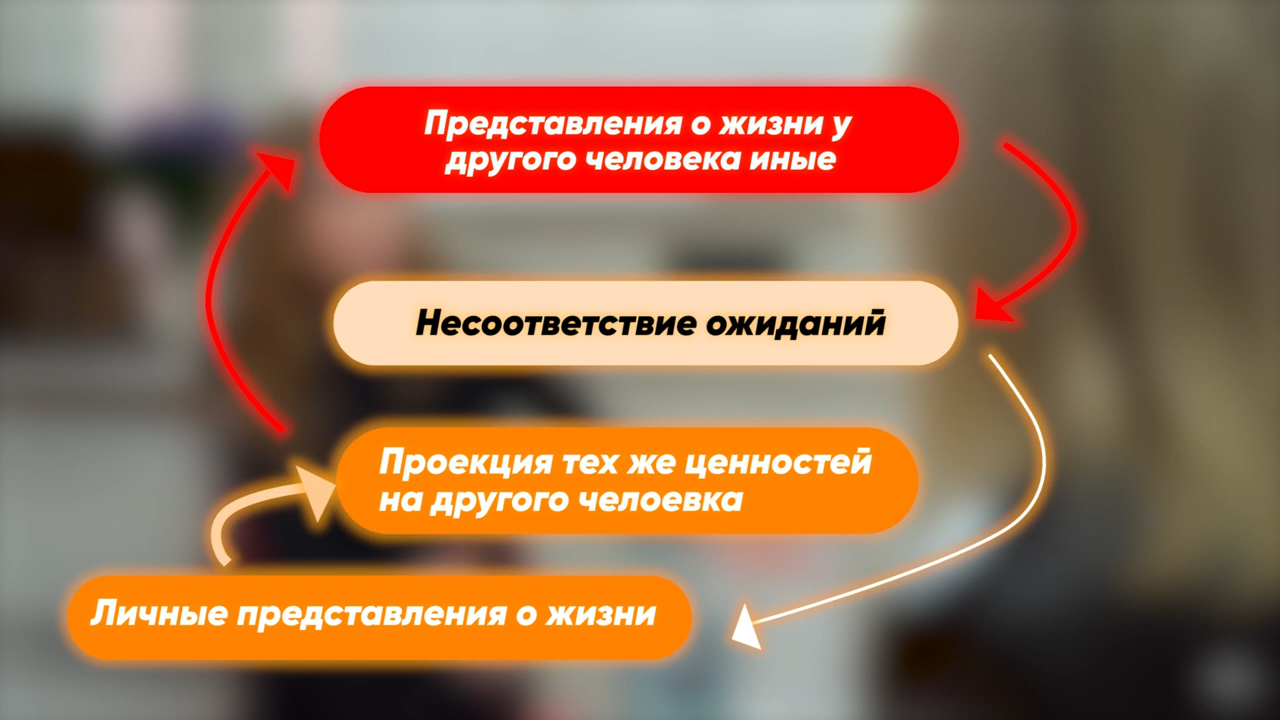 Представления о жизни у
другого человека иные
Несоответствие ожиданий
Проекция тех же ценностей
на другого челоевка
Личные представления о жизни